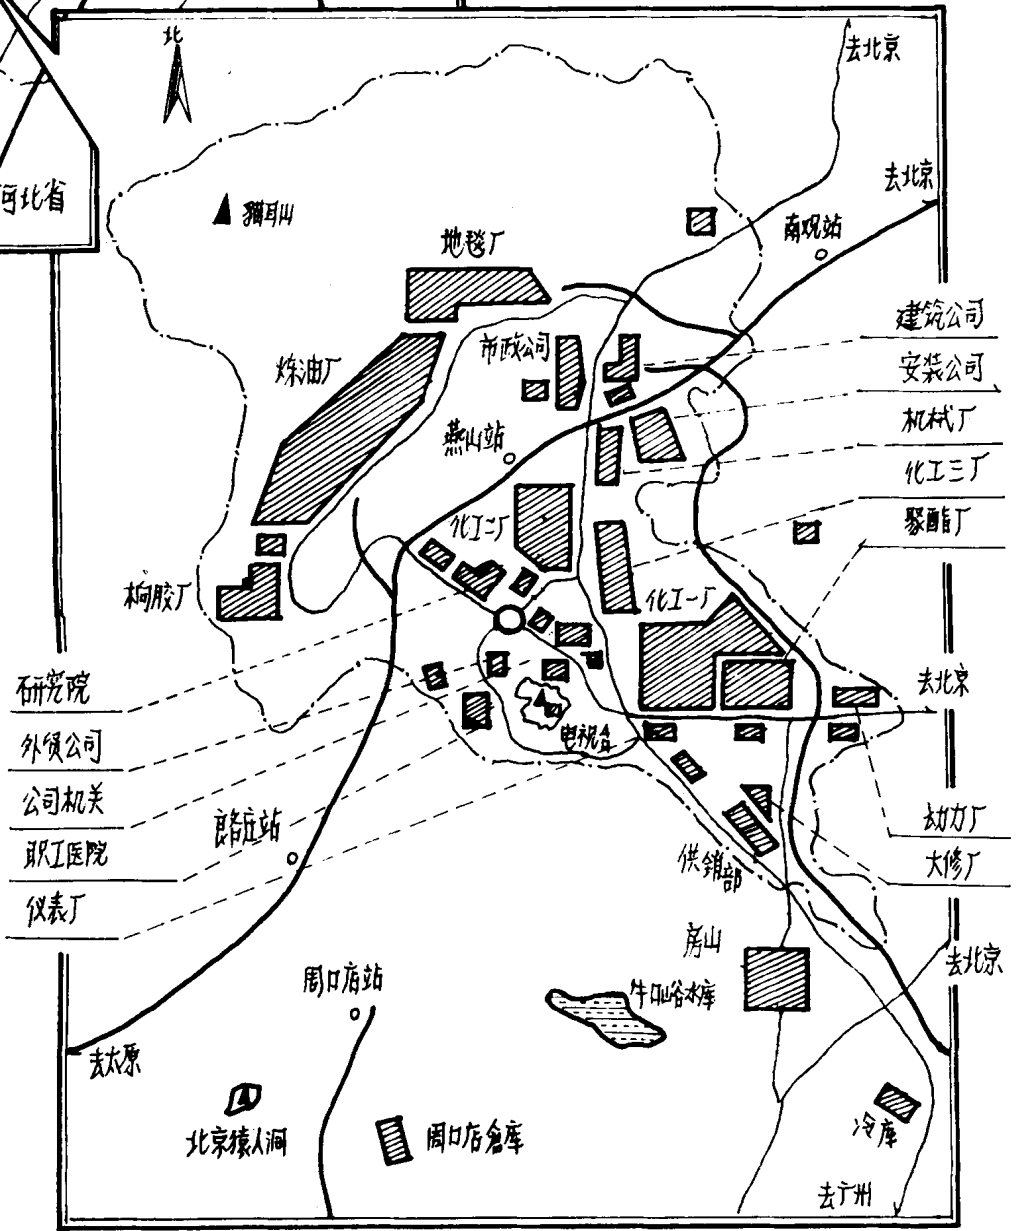 北
去北京
去北京
河北省
猫耳山
南观站
地毯厂
建筑公司
市政公司
炼油厂
安装公司
机械厂
燕山站
化工三厂
化工二厂
聚酯厂
橡胶厂
化工一厂
研究院
去北京
外贸公司
电视台
公司机关
良各庄站
动力厂
职工医院
供销部
大修厂
仪表厂
房山
去北京
周口店站
牛口峪水库
去太原
北京猿人洞
周口店仓库
冷库
去广州